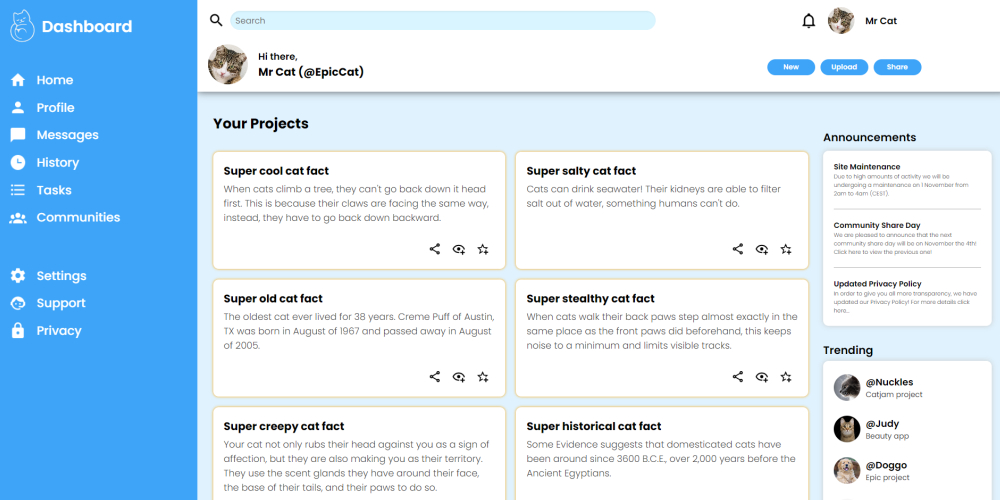 Dashboard
Home
Profile
Messages
History
Tasks
Communities
Settings
Support
Privacy
Search
Mr Cat
Hi there,
Mr Cat (@EpicCat)
New
Upload
Share
Your Projects
Super cool cat fact
When cats climb a tree, they can't go back down it head
first. This is because their claws are facing the same way,
instead, they have to go back down backward.
Super salty cat fact
Cats can drink seawater! Their kidneys are able to filter
salt out of water, something humans can't do.
Super old cat fact
The oldest cat ever lived for 38 years. Creme Puff of Austin,
TX was born in August of 1967 and passed away in August
of 2005.
Super stealthy cat fact
When cats walk their back paws step almost exactly in the
same place as the front paws did beforehand, this keeps
noise to a minimum and limits visible tracks.
Super creepy cat fact
Your cat not only rubs their head against you as a sign of
affection, but they are also making you as their territory.
They use the scent glands they have around their face,
the base of their tails, and their paws to do so.
Super historical cat fact
Some Evidence suggests that domesticated cats have
been around since 3600 B.C.E., over 2,000 years before the
Ancient Egyptians.
Announcements
Site Maintenance
Due to high amounts of activity we will be
undergoing a maintenance on 1 November from
2am to 4am (CEST).
Community Share Day
We are pleased to announce that the next
community share day will be on November the 4th!
Click here to view the previous one!
Updated Privacy Policy
In order to give you all more transparency, we have
updated our Privacy Policy! For more details click
here...
Trending
@Nuckles
Catjam project
@Judy
Beauty app
@Doggo
Epic project